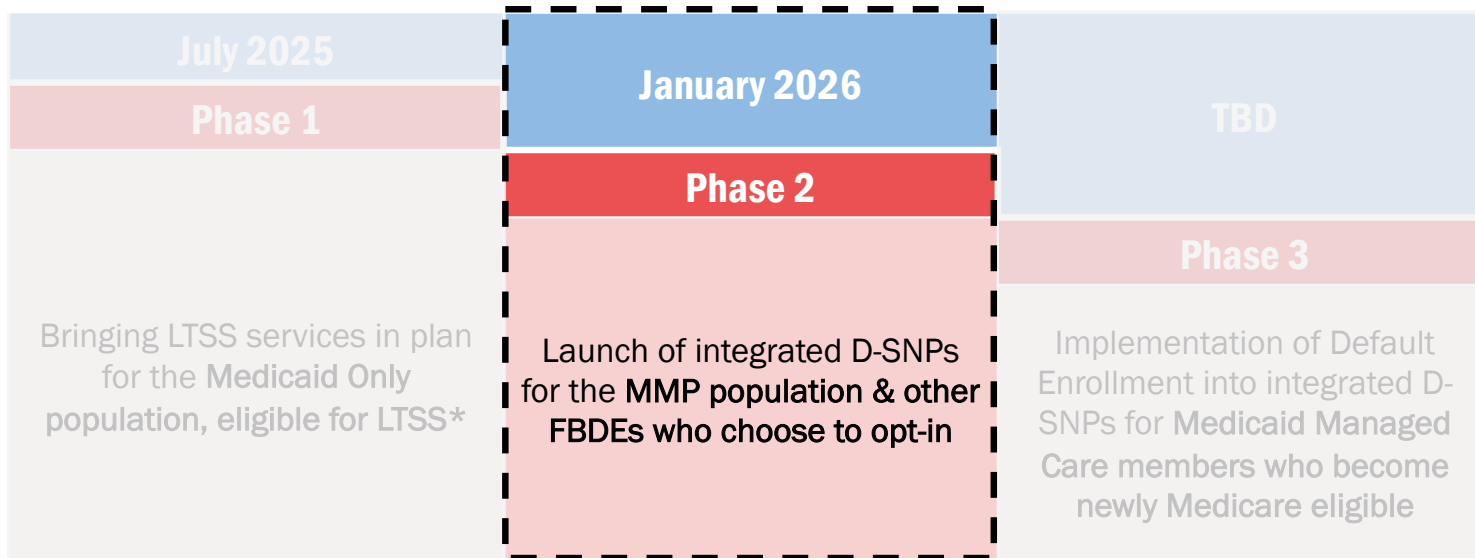 July 2025
Phase 1
Bringing LTSS services in plan
for the Medicaid Only
population, eligible for LTSS*
January 2026
Phase 2
Launch of integrated D-SNPs
for the MMP population & other
FBDEs who choose to opt-in
TBD
Phase 3
Implementation of Default
Enrollment into integrated D-
SNPs for Medicaid Managed
Care members who become
newly Medicare eligible